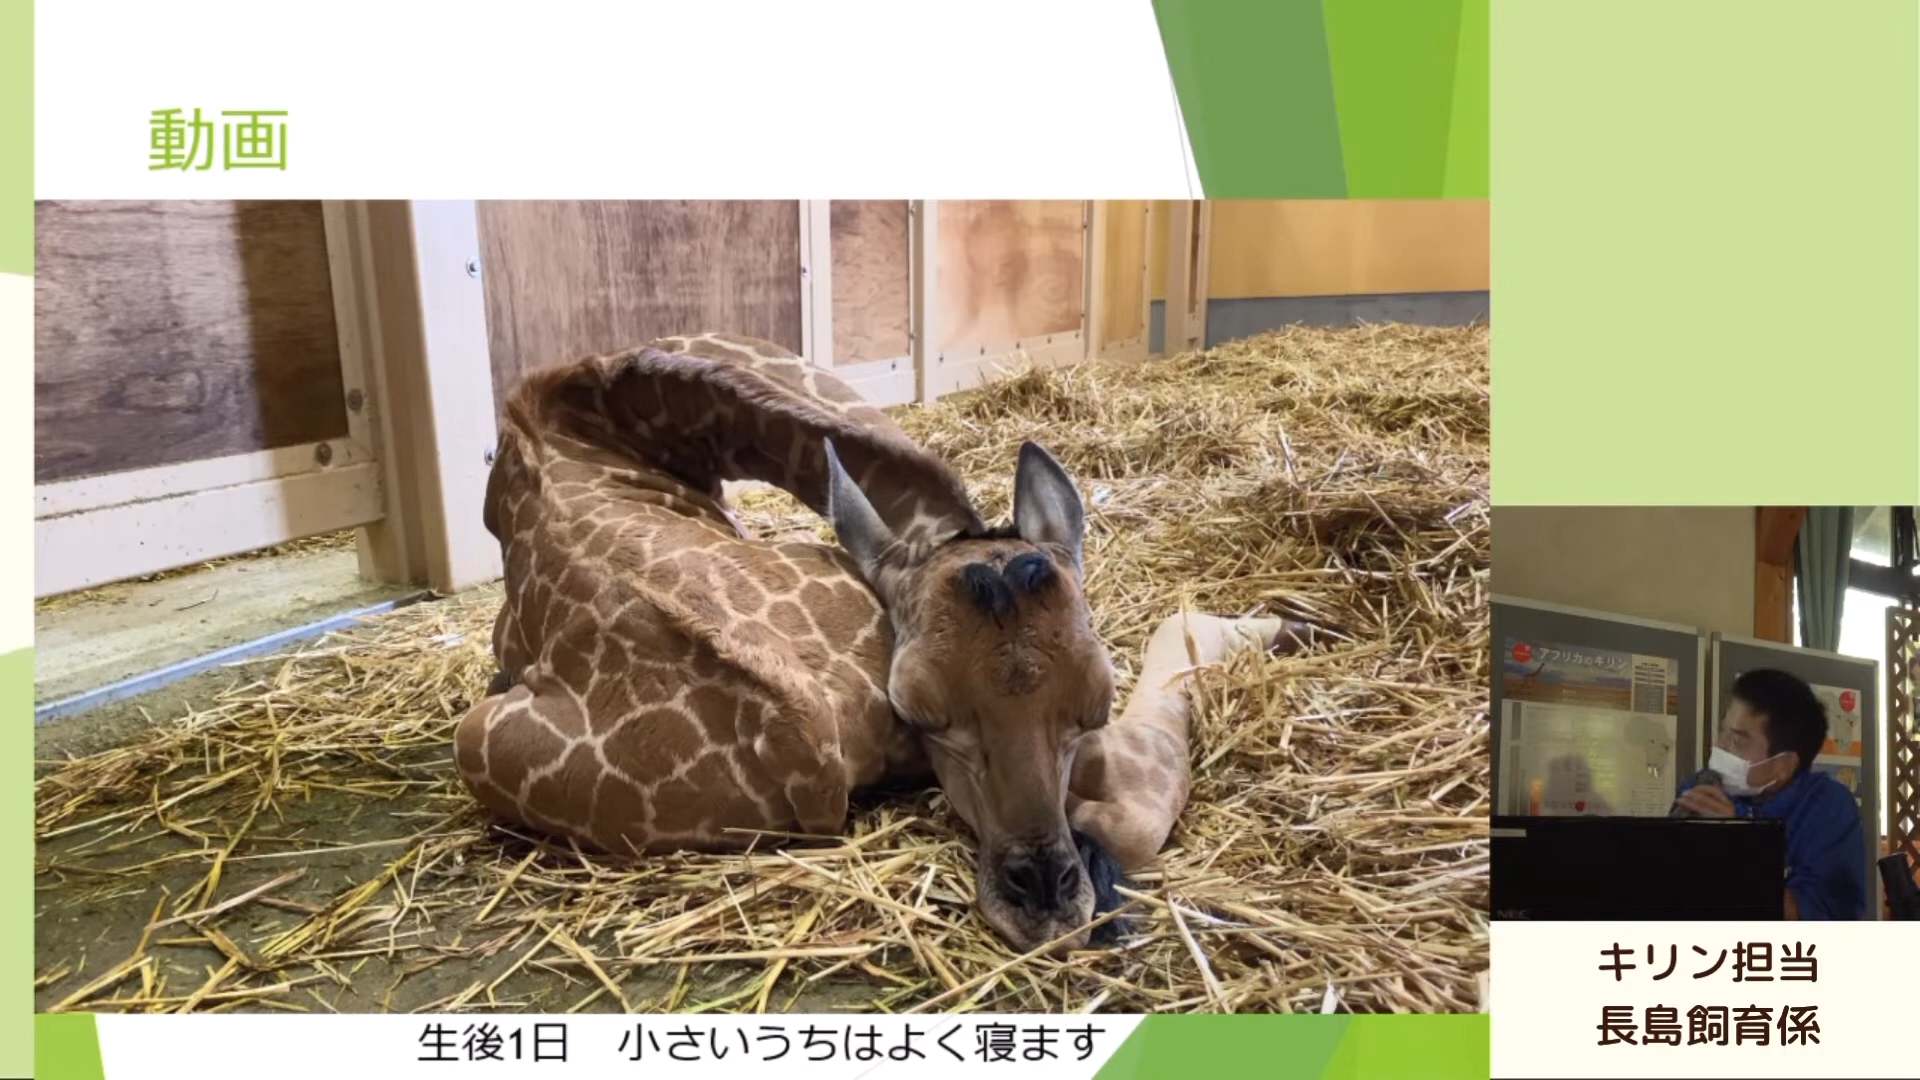 動画
アフリカのキリン
生後1日　小さいうちはよく寝ます
NEC
キリン担当
長島飼育係